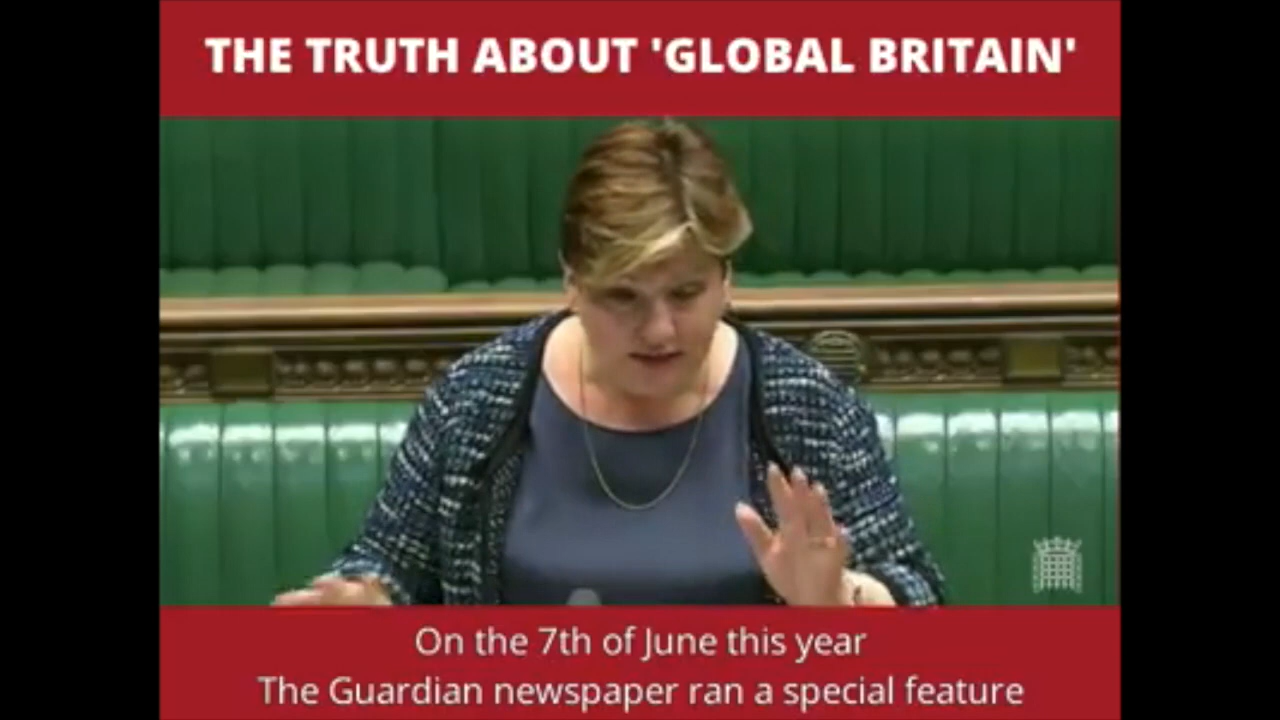 THE TRUTH ABOUT 'GLOBAL BRITAIN'
On the 7th of June this year
The Guardian newspaper ran a special feature